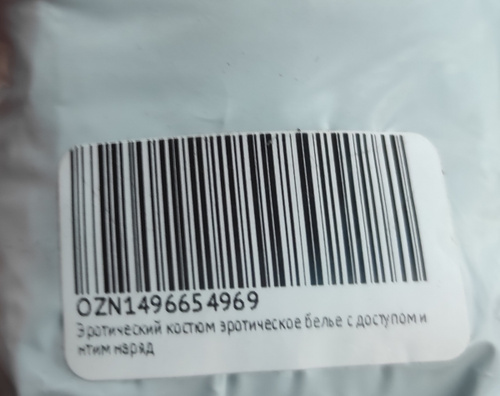 OZN1496654969
Эротический костюм эротическое белье с доступом и
нтим наряд